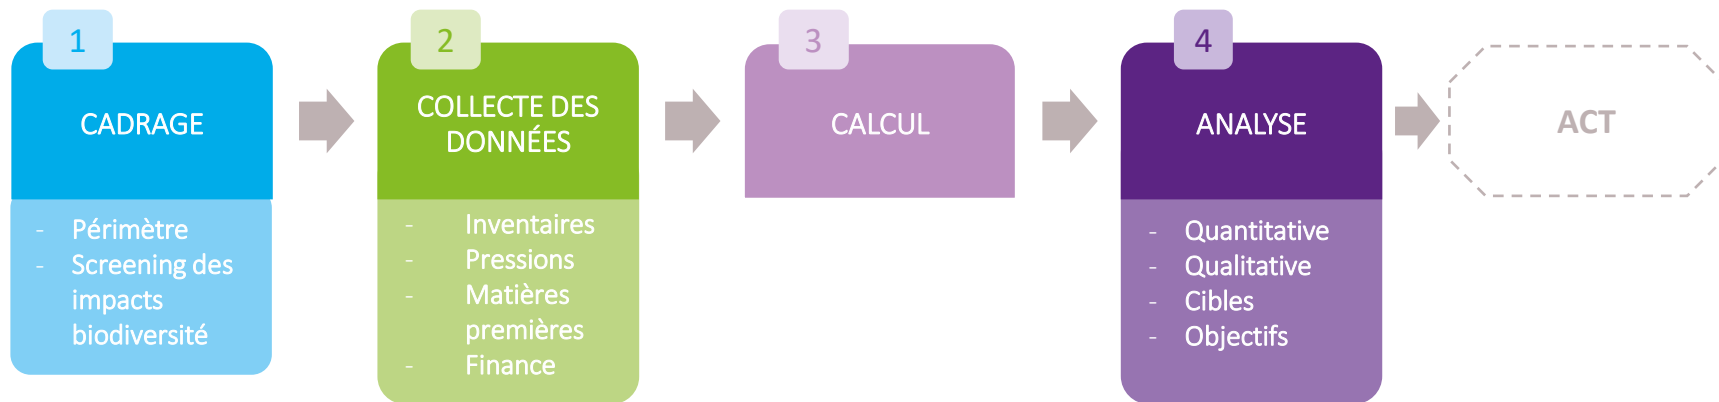 1
CADRAGE
- Périmètre
- Screening des
impacts
biodiversité
2
COLLECTE DES
DONNÉES
- Inventaires
- Pressions
- Matières
premières
- Finance
3
CALCUL
4
ANALYSE
- Quantitative
- Qualitative
- Cibles
- Objectifs
ACT